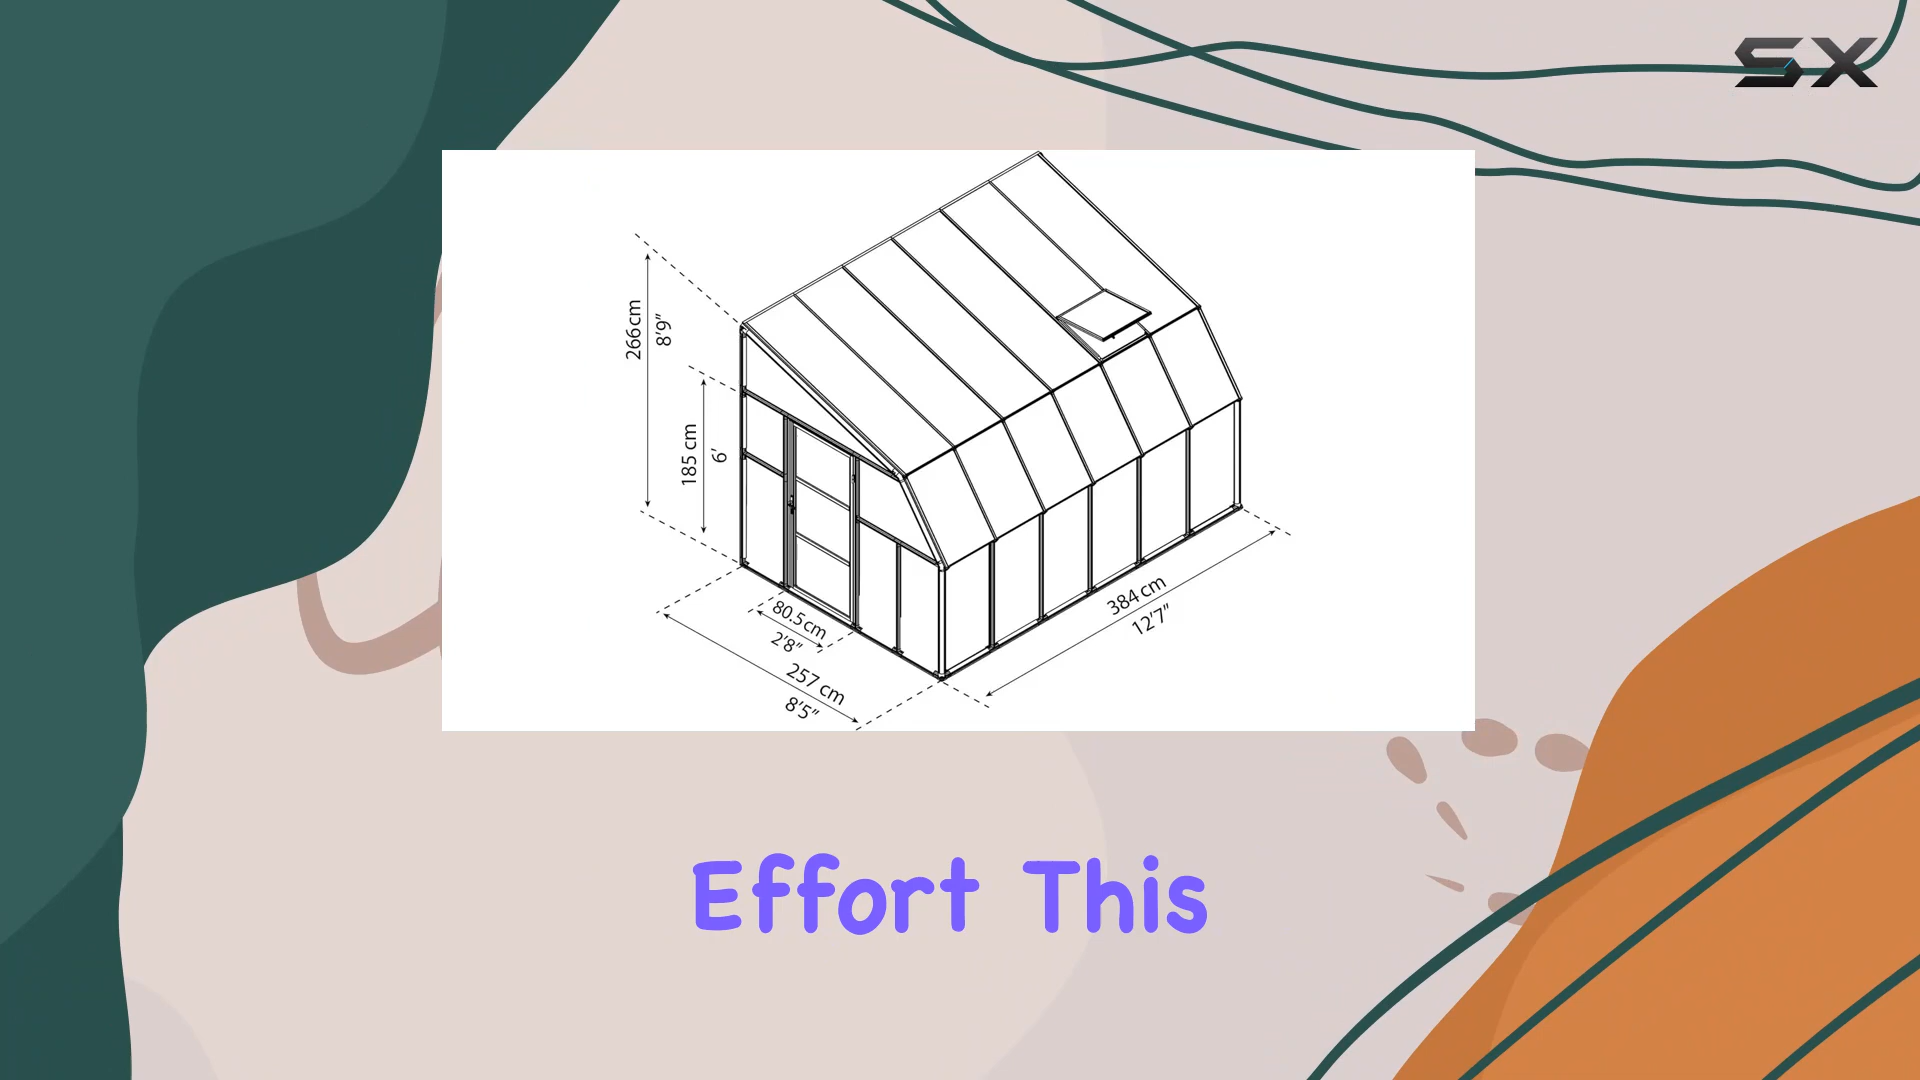 SX
266cm
8'9"
185 cm
6'
80.5cm
2'8"
257 cm
8'5"
384 cm
12'7"
Effort This